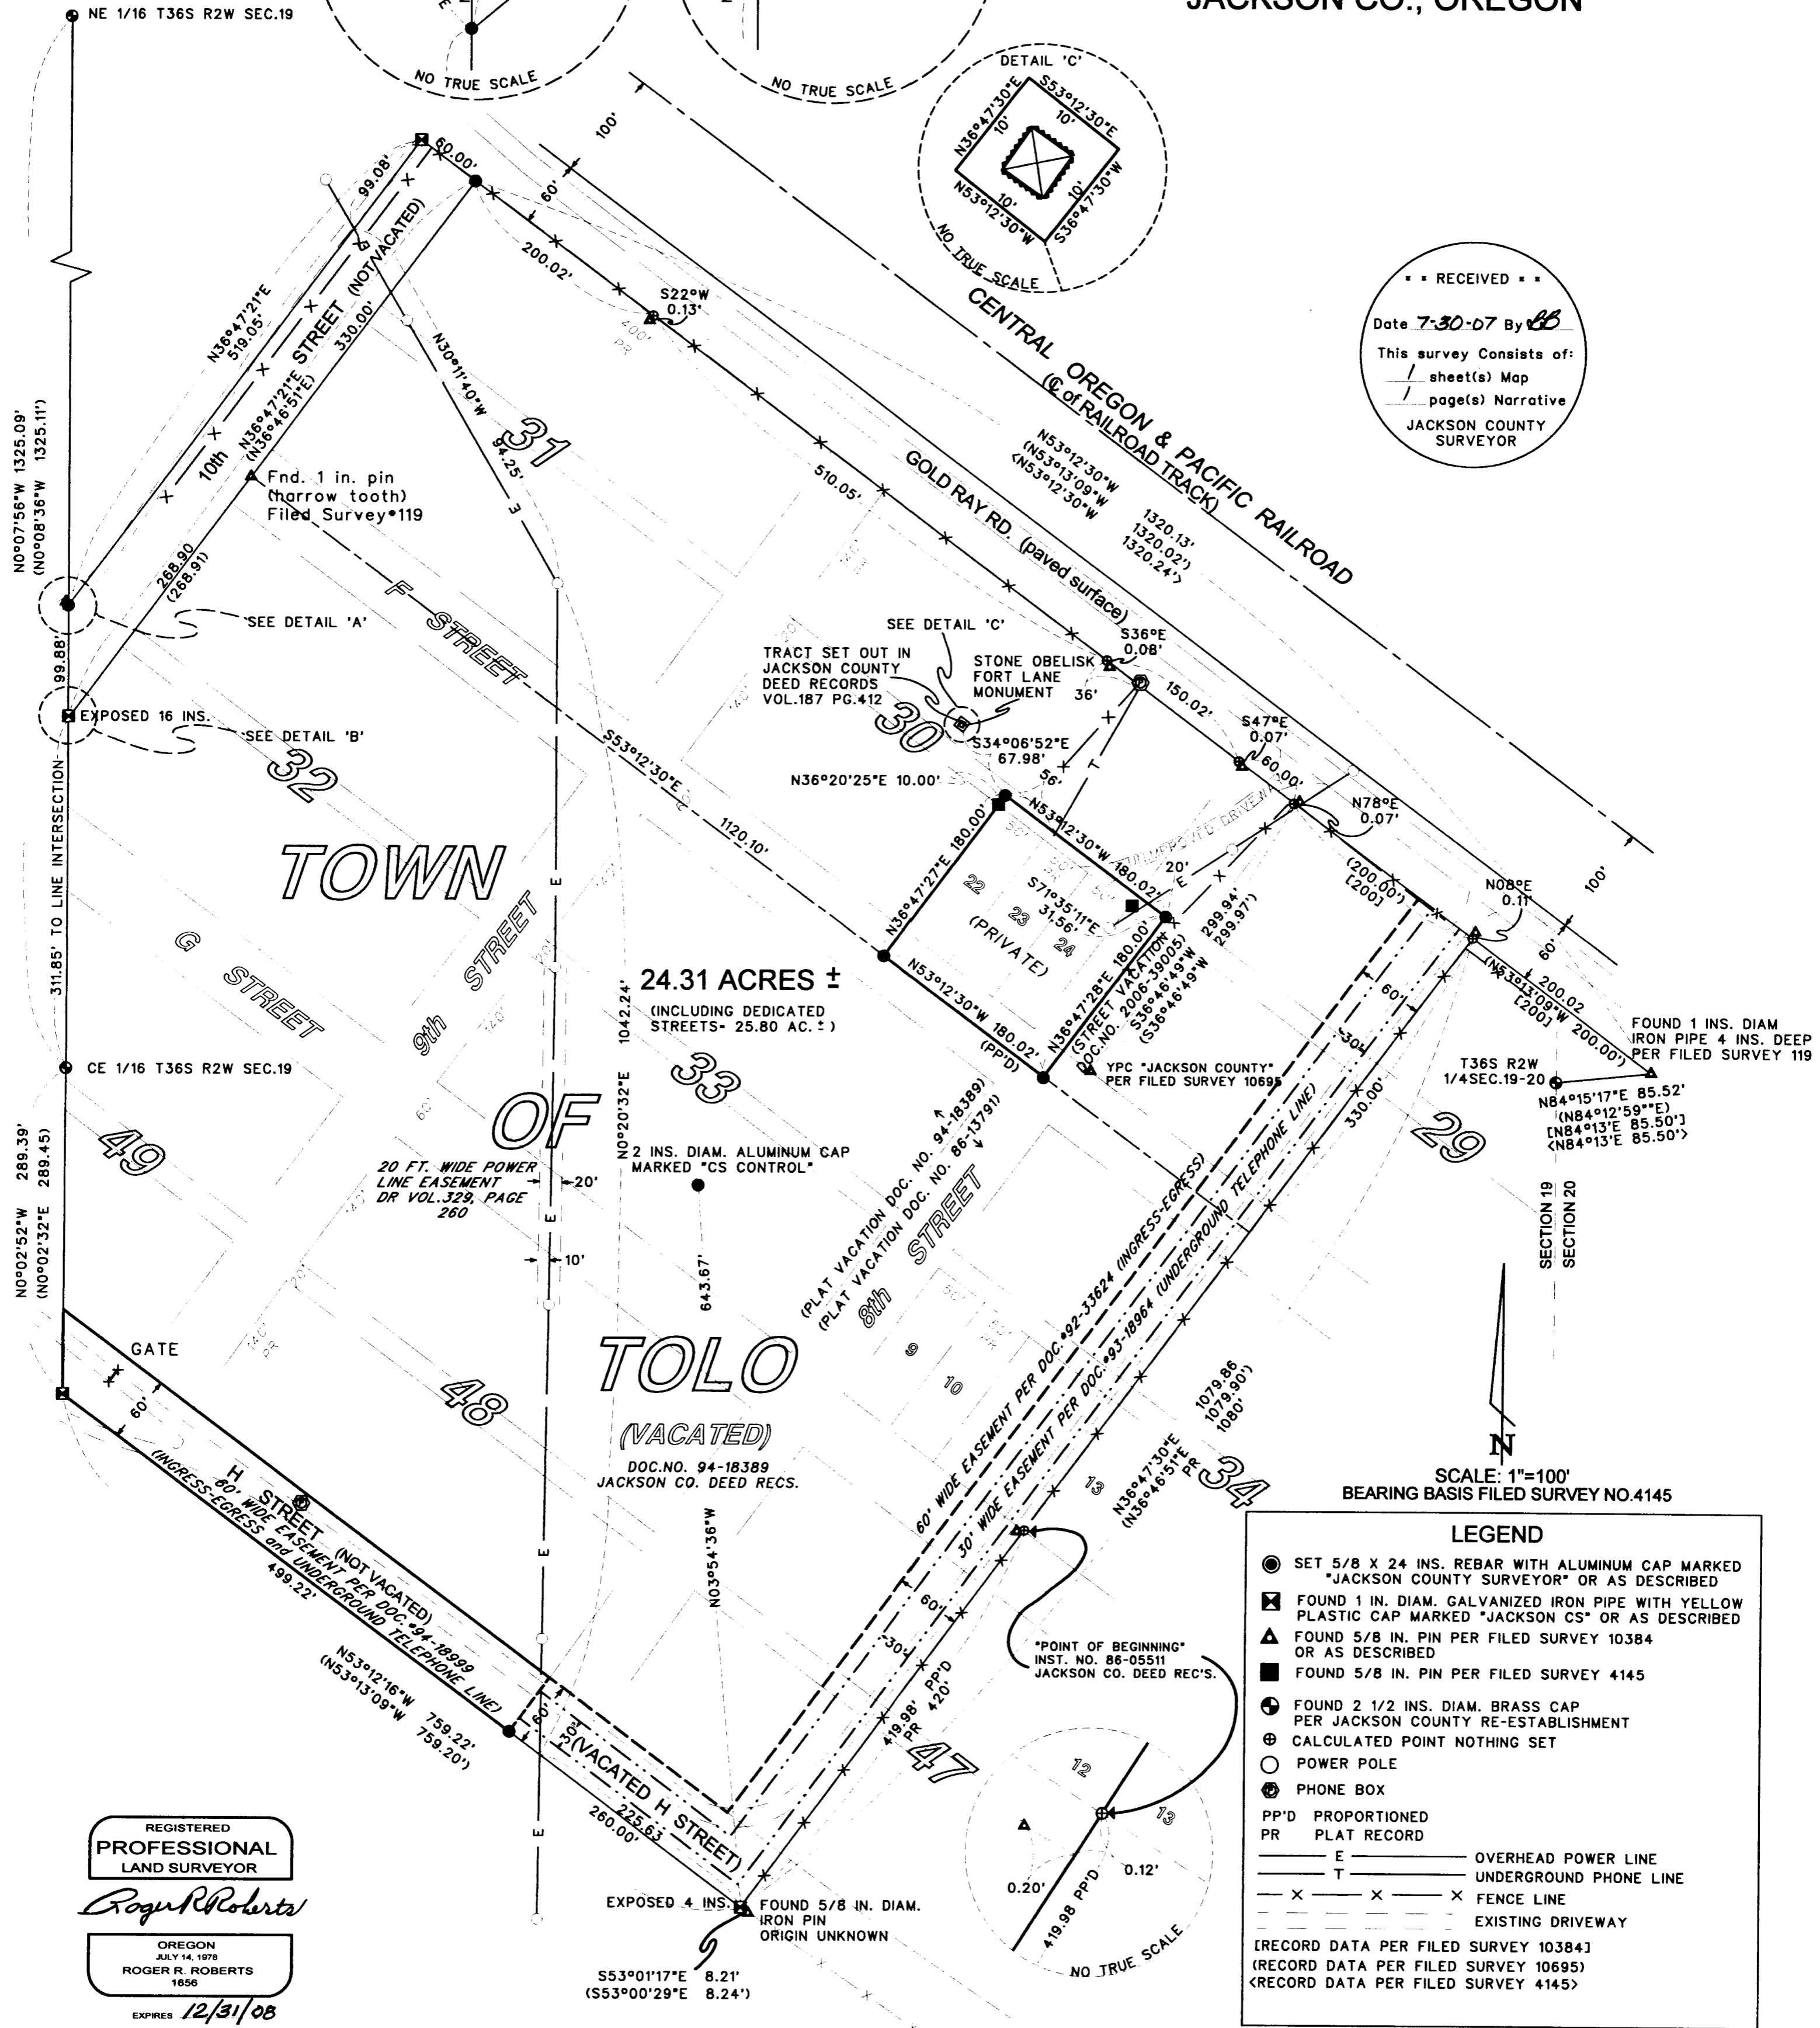 JACKSON CO., OREGON
NE 1/16 T36S R2W SEC.19
NO TRUE SCALE
NO TRUE SCALE
DETAIL 'C'
N36°47'30"E
10'
S53°12'30"E
10'
N53°12'30"W
10'
S36°47'30"W
10'
NO TRUE SCALE
* * RECEIVED * *
Date 7-30-07 By
This survey Consists of:
1 sheet(s) Map
1 page(s) Narrative
JACKSON COUNTY
SURVEYOR
100'
60'
60.00'
99.08'
200.02'
S22°W
0.13'
400'
PR
N36°47'21"E
519.05'
10th STREET (NOT VACATED)
330.00'
N36°47'21"E
(N36°46'51"E)
N30°11'40"W 94.25'
31
Fnd. 1 in. pin
(harrow tooth)
Filed Survey#119
268.90
(268.91)
N0°07'56"W 1325.09'
(N0°08'36"W 1325.11')
CENTRAL OREGON & PACIFIC RAILROAD
(℄ of RAILROAD TRACK)
N53°12'30"W 1320.13'
(N53°13'09"W 1320.02')
<N53°12'30"W 1320.24'>
GOLD RAY RD. (paved surface)
510.05'
F STREET
SEE DETAIL 'A'
199.88'
EXPOSED 16 INS.
SEE DETAIL 'B'
32
SEE DETAIL 'C'
TRACT SET OUT IN
JACKSON COUNTY
DEED RECORDS
VOL.187 PG.412
STONE OBELISK
FORT LANE
MONUMENT
36'
30
S36°E
0.08'
150.02'
S47°E
0.07'
60.00'
N78°E
0.07'
S34°06'52"E
67.98'
56'
N36°20'25"E 10.00'
S53°12'30"E
1120.10'
N36°47'27"E 180.00'
N53°12'30"W 180.02'
50'
20'
22
23
24
S71°35'11"E
31.56'
(PRIVATE)
N36°47'28"E 180.00'
(STREET VACATION
DOC.NO. 2006-39005)
S36°46'49"W 299.94'
(S36°46'49"W 299.97')
N53°12'30"W 180.02'
(PP'D)
(200.00')
[200]
N08°E
0.11'
100'
60'
200.02
(N53°13'09"W 200.00')
[200]
FOUND 1 INS. DIAM
IRON PIPE 4 INS. DEEP
PER FILED SURVEY 119
T36S R2W
1/4SEC.19-20
N84°15'17"E 85.52'
(N84°12'59""E)
[N84°13'E 85.50']
<N84°13'E 85.50'>
YPC "JACKSON COUNTY"
PER FILED SURVEY 10695
60'
30'
330.00'
29
SECTION 19
SECTION 20
TOWN
OF
TOLO
(VACATED)
DOC.NO. 94-18389
JACKSON CO. DEED RECS.
G STREET
9th STREET
24.31 ACRES ±
(INCLUDING DEDICATED
STREETS- 25.80 AC.±)
33
311.85' TO LINE INTERSECTION
CE 1/16 T36S R2W SEC.19
N0°20'32"E 1042.24'
49
2 INS. DIAM. ALUMINUM CAP
MARKED "CS CONTROL"
20 FT. WIDE POWER
LINE EASEMENT
DR VOL.329, PAGE
260
20'
10'
643.67'
N03°54'36"W
(PLAT VACATION DOC. NO. 94-18389)
(PLAT VACATION DOC. NO. 86-13791)
8th STREET
9
10
N0°02'52"W 289.39'
(N0°02'32"E 289.45)
GATE
60'
48
H STREET (NOT VACATED)
60' WIDE EASEMENT PER DOC.#94-18999
(INGRESS-EGRESS and UNDERGROUND TELEPHONE LINE)
499.22'
N53°12'16"W 759.22'
(N53°13'09"W 759.20')
60'
30'
(VACATED H STREET)
225.63
260.00'
60' WIDE EASEMENT PER DOC.#92-33624 (INGRESS-EGRESS)
30' WIDE EASEMENT PER DOC.#93-18964 (UNDERGROUND TELEPHONE LINE)
N36°47'30"E 1079.86
(N36°46'51"E 1079.90')
PR 1080'
34
13
60'
30'
419.98' PP'D
PR 420'
47
"POINT OF BEGINNING"
INST. NO. 86-05511
JACKSON CO. DEED REC'S.
12
13
0.20'
0.12'
419.98 PP'D
NO TRUE SCALE
EXPOSED 4 INS.
FOUND 5/8 IN. DIAM.
IRON PIN
ORIGIN UNKNOWN
S53°01'17"E 8.21'
(S53°00'29"E 8.24')
N
SCALE: 1"=100'
BEARING BASIS FILED SURVEY NO.4145
LEGEND
SET 5/8 X 24 INS. REBAR WITH ALUMINUM CAP MARKED
"JACKSON COUNTY SURVEYOR" OR AS DESCRIBED
FOUND 1 IN. DIAM. GALVANIZED IRON PIPE WITH YELLOW
PLASTIC CAP MARKED "JACKSON CS" OR AS DESCRIBED
FOUND 5/8 IN. PIN PER FILED SURVEY 10384
OR AS DESCRIBED
FOUND 5/8 IN. PIN PER FILED SURVEY 4145
FOUND 2 1/2 INS. DIAM. BRASS CAP
PER JACKSON COUNTY RE-ESTABLISHMENT
CALCULATED POINT NOTHING SET
POWER POLE
PHONE BOX
PP'D PROPORTIONED
PR PLAT RECORD
E OVERHEAD POWER LINE
T UNDERGROUND PHONE LINE
X X X FENCE LINE
EXISTING DRIVEWAY
[RECORD DATA PER FILED SURVEY 10384]
(RECORD DATA PER FILED SURVEY 10695)
<RECORD DATA PER FILED SURVEY 4145>
REGISTERED
PROFESSIONAL
LAND SURVEYOR
Roger R Roberts
OREGON
JULY 14, 1978
ROGER R. ROBERTS
1656
EXPIRES 12/31/08